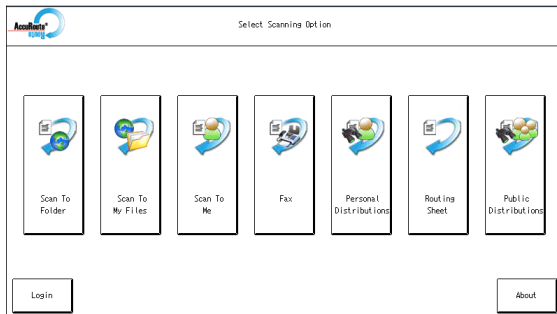 AccuRoute®
Route
Select Scanning Option
Scan To
Folder
Scan To
My Files
Scan To
Me
Fax
Personal
Distributions
Routing
Sheet
Public
Distributions
Login
About